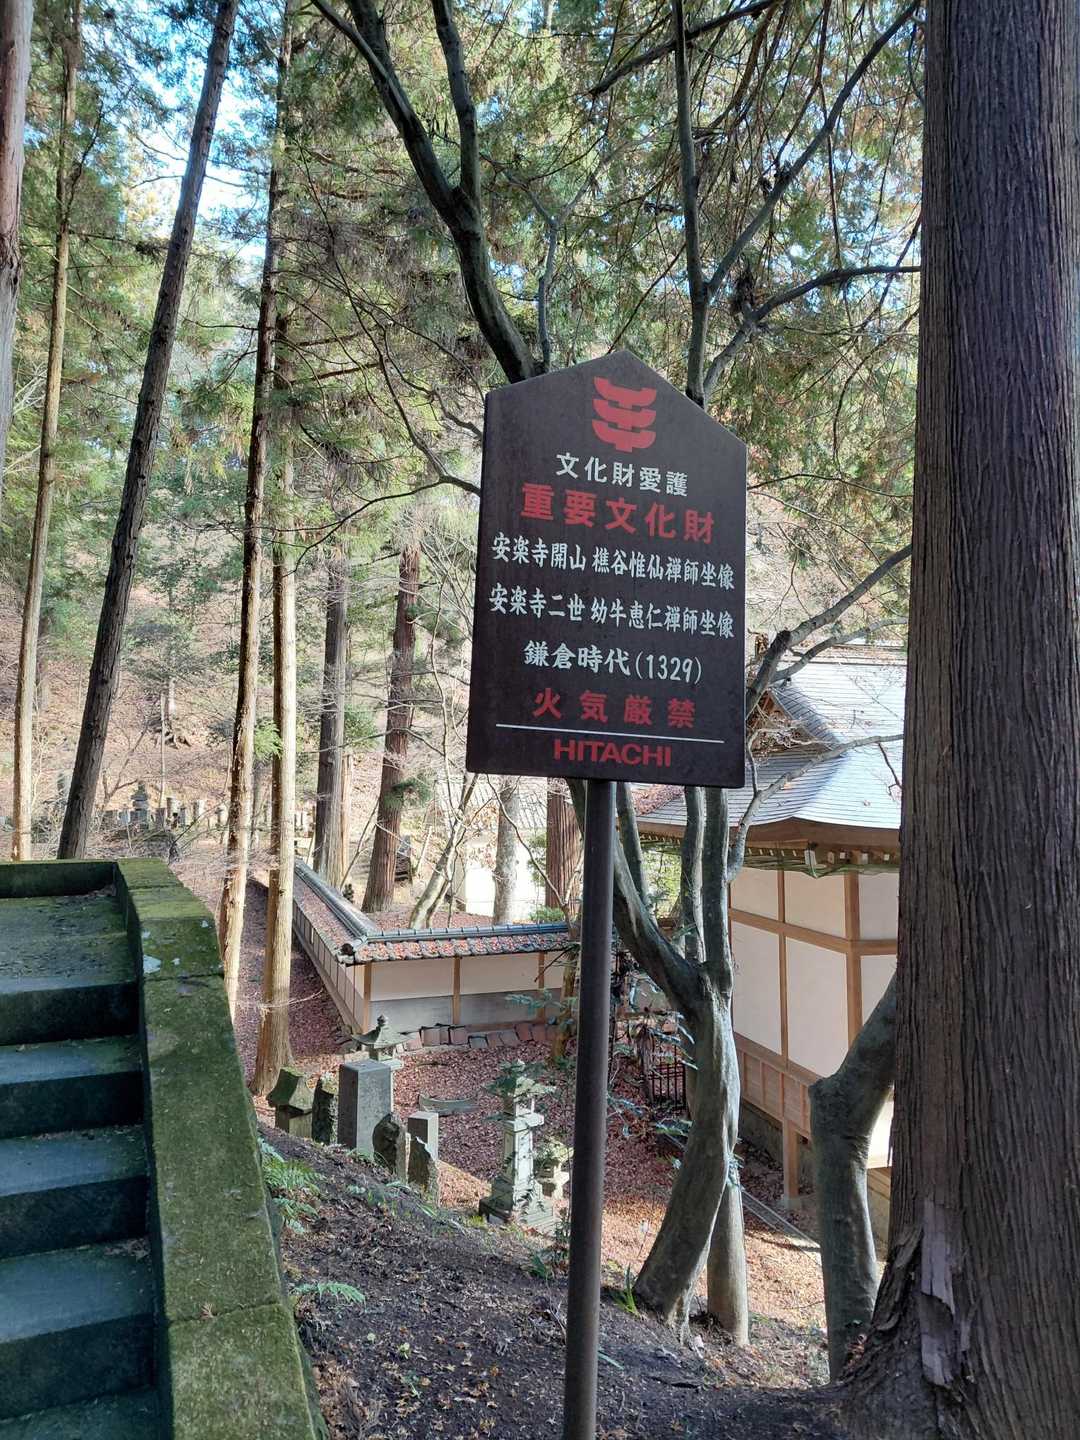 文化財愛護
重要文化財
安楽寺開山 樵谷惟仙禅師坐像
安楽寺二世 幼牛恵仁禅師坐像
鎌倉時代(1329)
火気厳禁
HITACHI